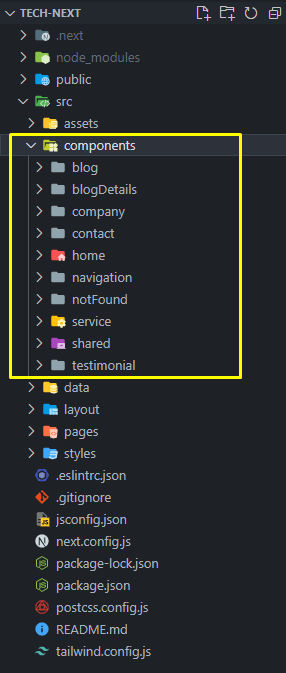 TECH-NEXT
.next
node_modules
public
src
assets
components
blog
blogDetails
company
contact
home
navigation
notFound
service
shared
testimonial
data
layout
pages
styles
.eslintrc.json
.gitignore
jsconfig.json
next.config.js
package-lock.json
package.json
postcss.config.js
README.md
tailwind.config.js